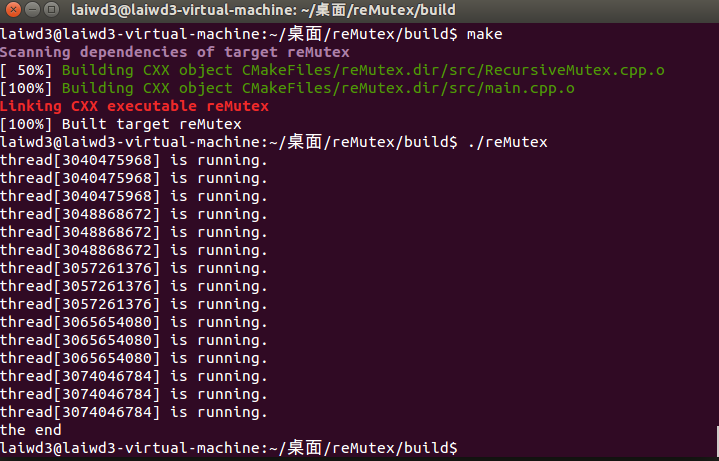 laiwd3@laiwd3-virtual-machine: ~/桌面/reMutex/build
laiwd3@laiwd3-virtual-machine:~/桌面/reMutex/build$ make
Scanning dependencies of target reMutex
[ 50%] Building CXX object CMakeFiles/reMutex.dir/src/RecursiveMutex.cpp.o
[100%] Building CXX object CMakeFiles/reMutex.dir/src/main.cpp.o
Linking CXX executable reMutex
[100%] Built target reMutex
laiwd3@laiwd3-virtual-machine:~/桌面/reMutex/build$ ./reMutex
thread[3040475968] is running.
thread[3040475968] is running.
thread[3040475968] is running.
thread[3048868672] is running.
thread[3048868672] is running.
thread[3048868672] is running.
thread[3057261376] is running.
thread[3057261376] is running.
thread[3057261376] is running.
thread[3065654080] is running.
thread[3065654080] is running.
thread[3065654080] is running.
thread[3074046784] is running.
thread[3074046784] is running.
thread[3074046784] is running.
the end
laiwd3@laiwd3-virtual-machine:~/桌面/reMutex/build$